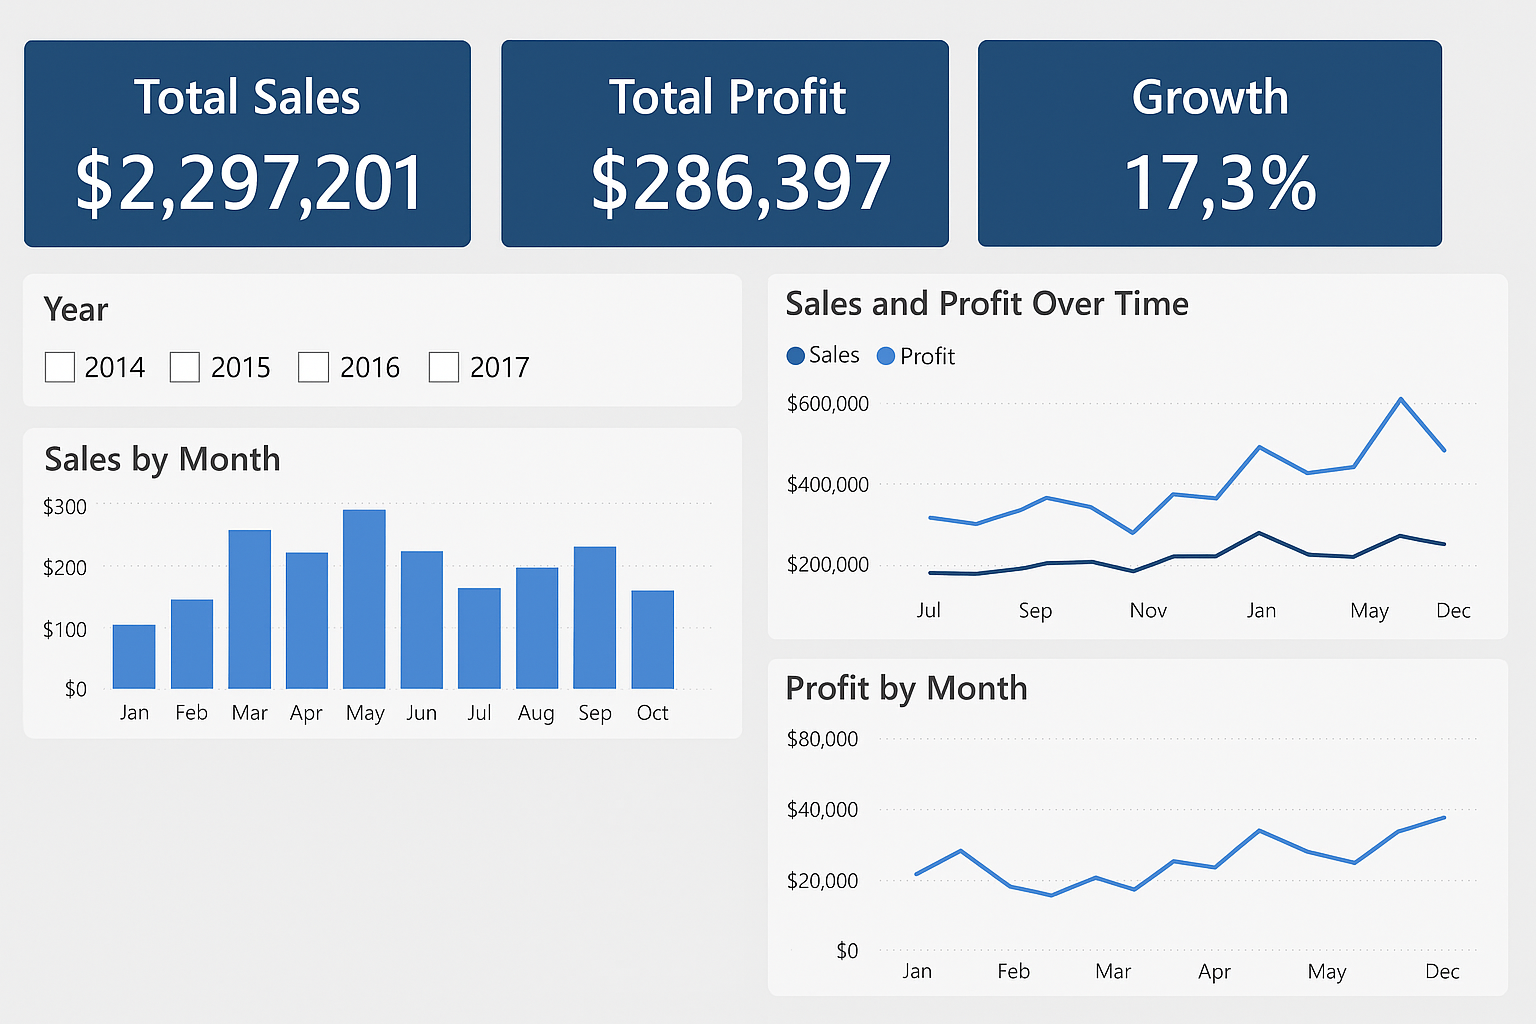 Total Sales
$2,297,201
Total Profit
$286,397
Growth
17,3%
Year
2014 2015 2016 2017
Sales by Month
$300
$200
$100
$0
Jan Feb Mar Apr May Jun Jul Aug Sep Oct
Sales and Profit Over Time
Sales Profit
$600,000
$400,000
$200,000
Jul Sep Nov Jan May Dec
Profit by Month
$80,000
$40,000
$20,000
$0
Jan Feb Mar Apr May Dec